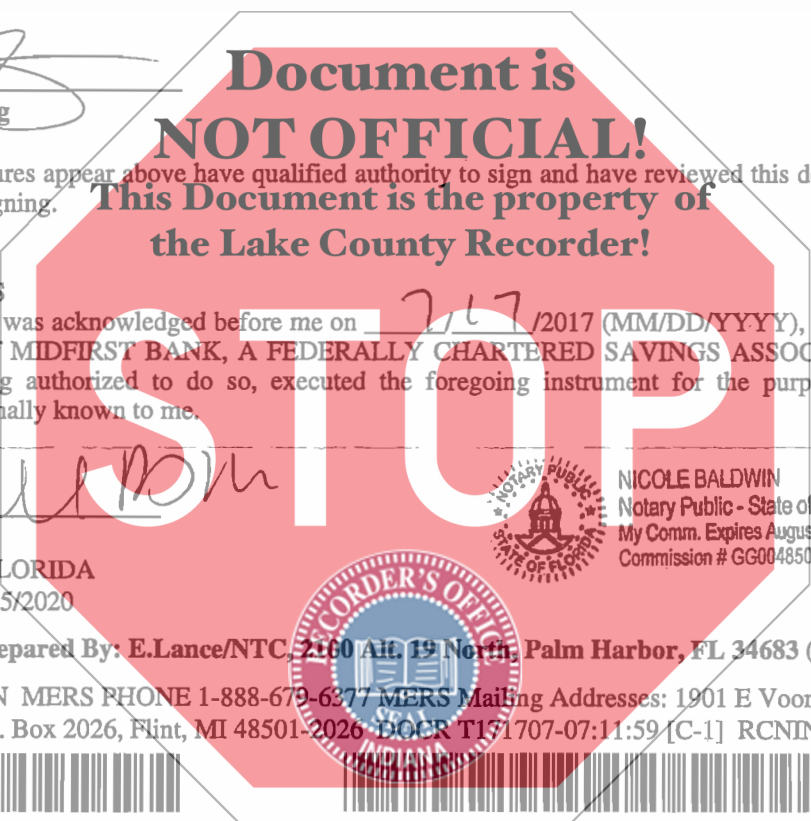 Document is
NOT OFFICIAL!
g
ures appear above have qualified authority to sign and have reviewed this d
gning.
This Document is the property of
the Lake County Recorder!
STOP
S
was acknowledged before me on 7/17/2017 (MM/DD/YYYY),
MIDFIRST BANK, A FEDERALLY CHARTERED SAVINGS ASSOC
g authorized to do so, executed the foregoing instrument for the purp
nally known to me.
NOTARY PUBLIC
STATE OF FLORIDA
NICOLE BALDWIN
Notary Public - State of
My Comm. Expires Augus
Commission # GG004850
LORIDA
5/2020
RECORDER'S OFFICE
SEAL
INDIANA
epared By: E.Lance/NTC, 2100 Alt. 19 North, Palm Harbor, FL 34683 (
N MERS PHONE 1-888-679-6377 MERS Mailing Addresses: 1901 E Voor
. Box 2026, Flint, MI 48501-2026 DOCR T171707-07:11:59 [C-1] RCNIN